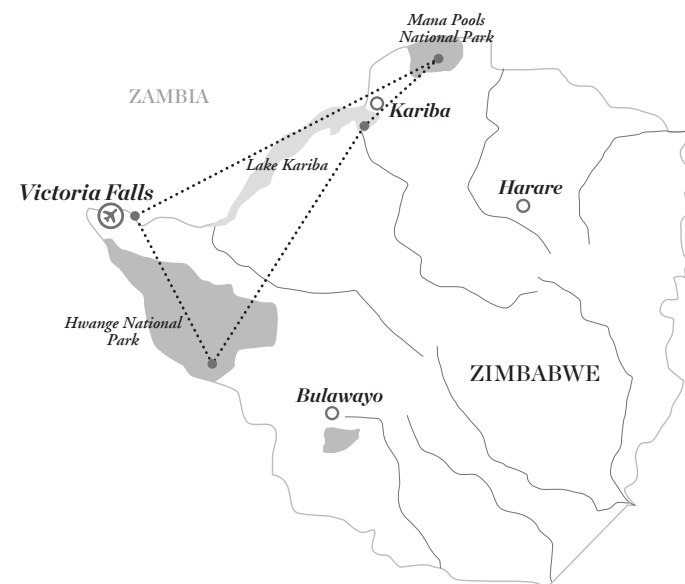 Mana Pools
National Park
ZAMBIA
Kariba
Lake Kariba
Victoria Falls
Harare
Hwange National
Park
ZIMBABWE
Bulawayo